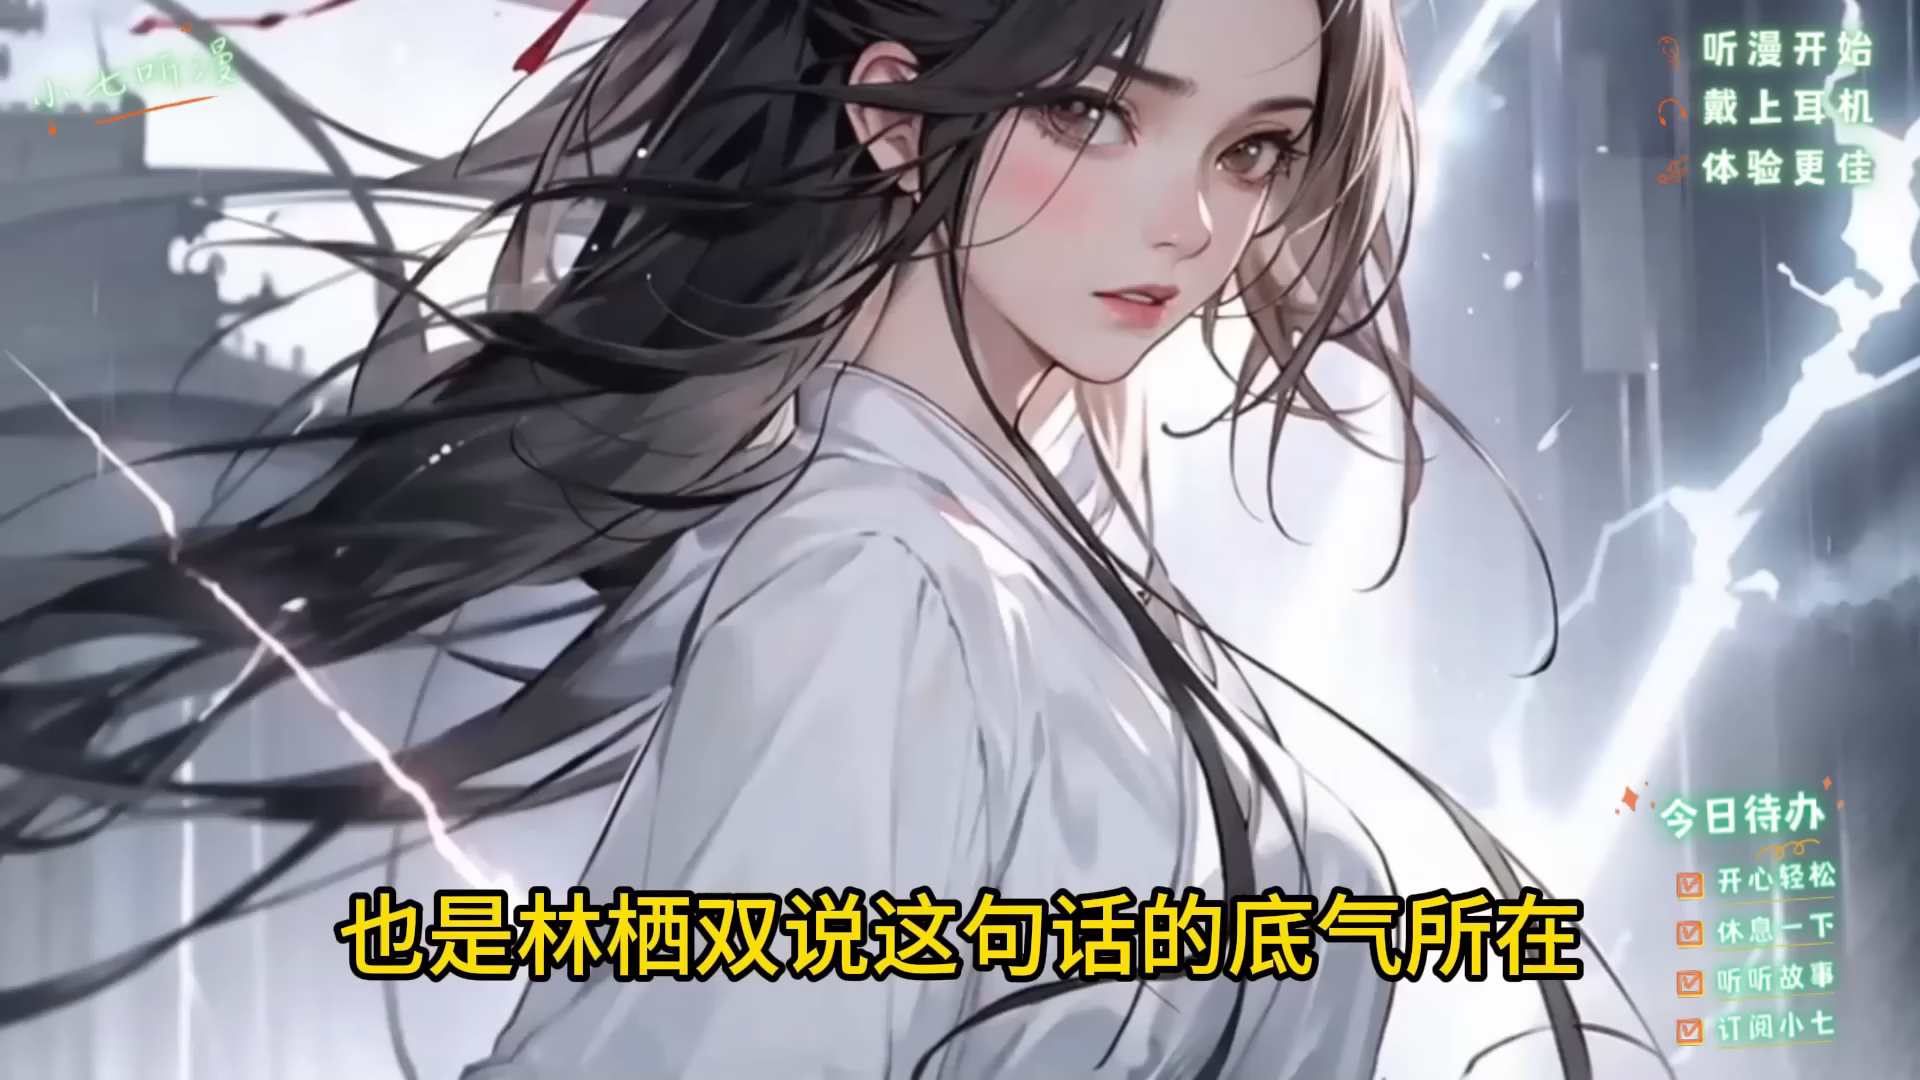 小七听漫
听漫开始
戴上耳机
体验更佳
今日待办
开心轻松
休息一下
听听故事
订阅小七
也是林栖双说这句话的底气所在